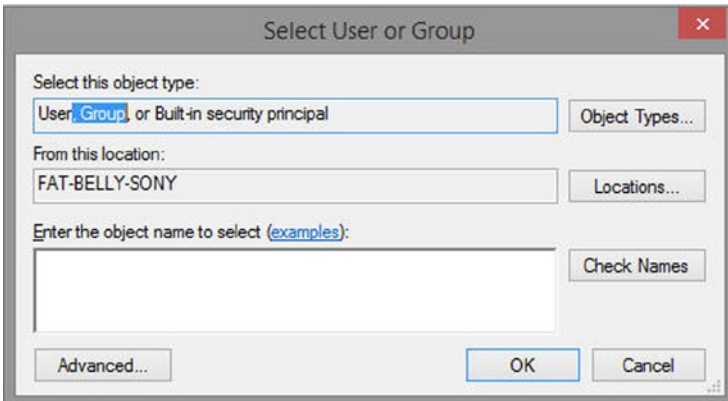 Select User or Group
Select this object type:
User, Group, or Built-in security principal
Object Types...
From this location:
FAT-BELLY-SONY
Locations...
Enter the object name to select (examples):
Check Names
Advanced...
OK
Cancel